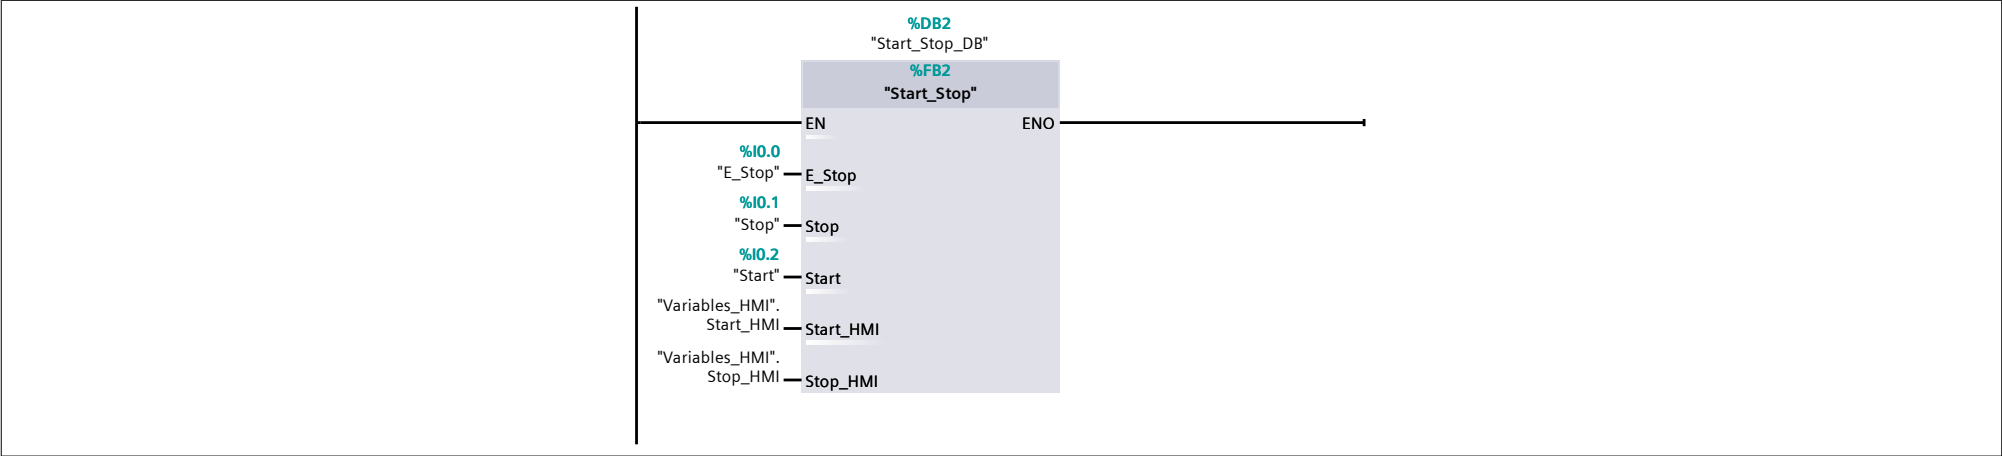 %DB2
"Start_Stop_DB"
%FB2
"Start_Stop"
EN ENO
%I0.0
"E_Stop" E_Stop
%I0.1
"Stop" Stop
%I0.2
"Start" Start
"Variables_HMI".
Start_HMI Start_HMI
"Variables_HMI".
Stop_HMI Stop_HMI